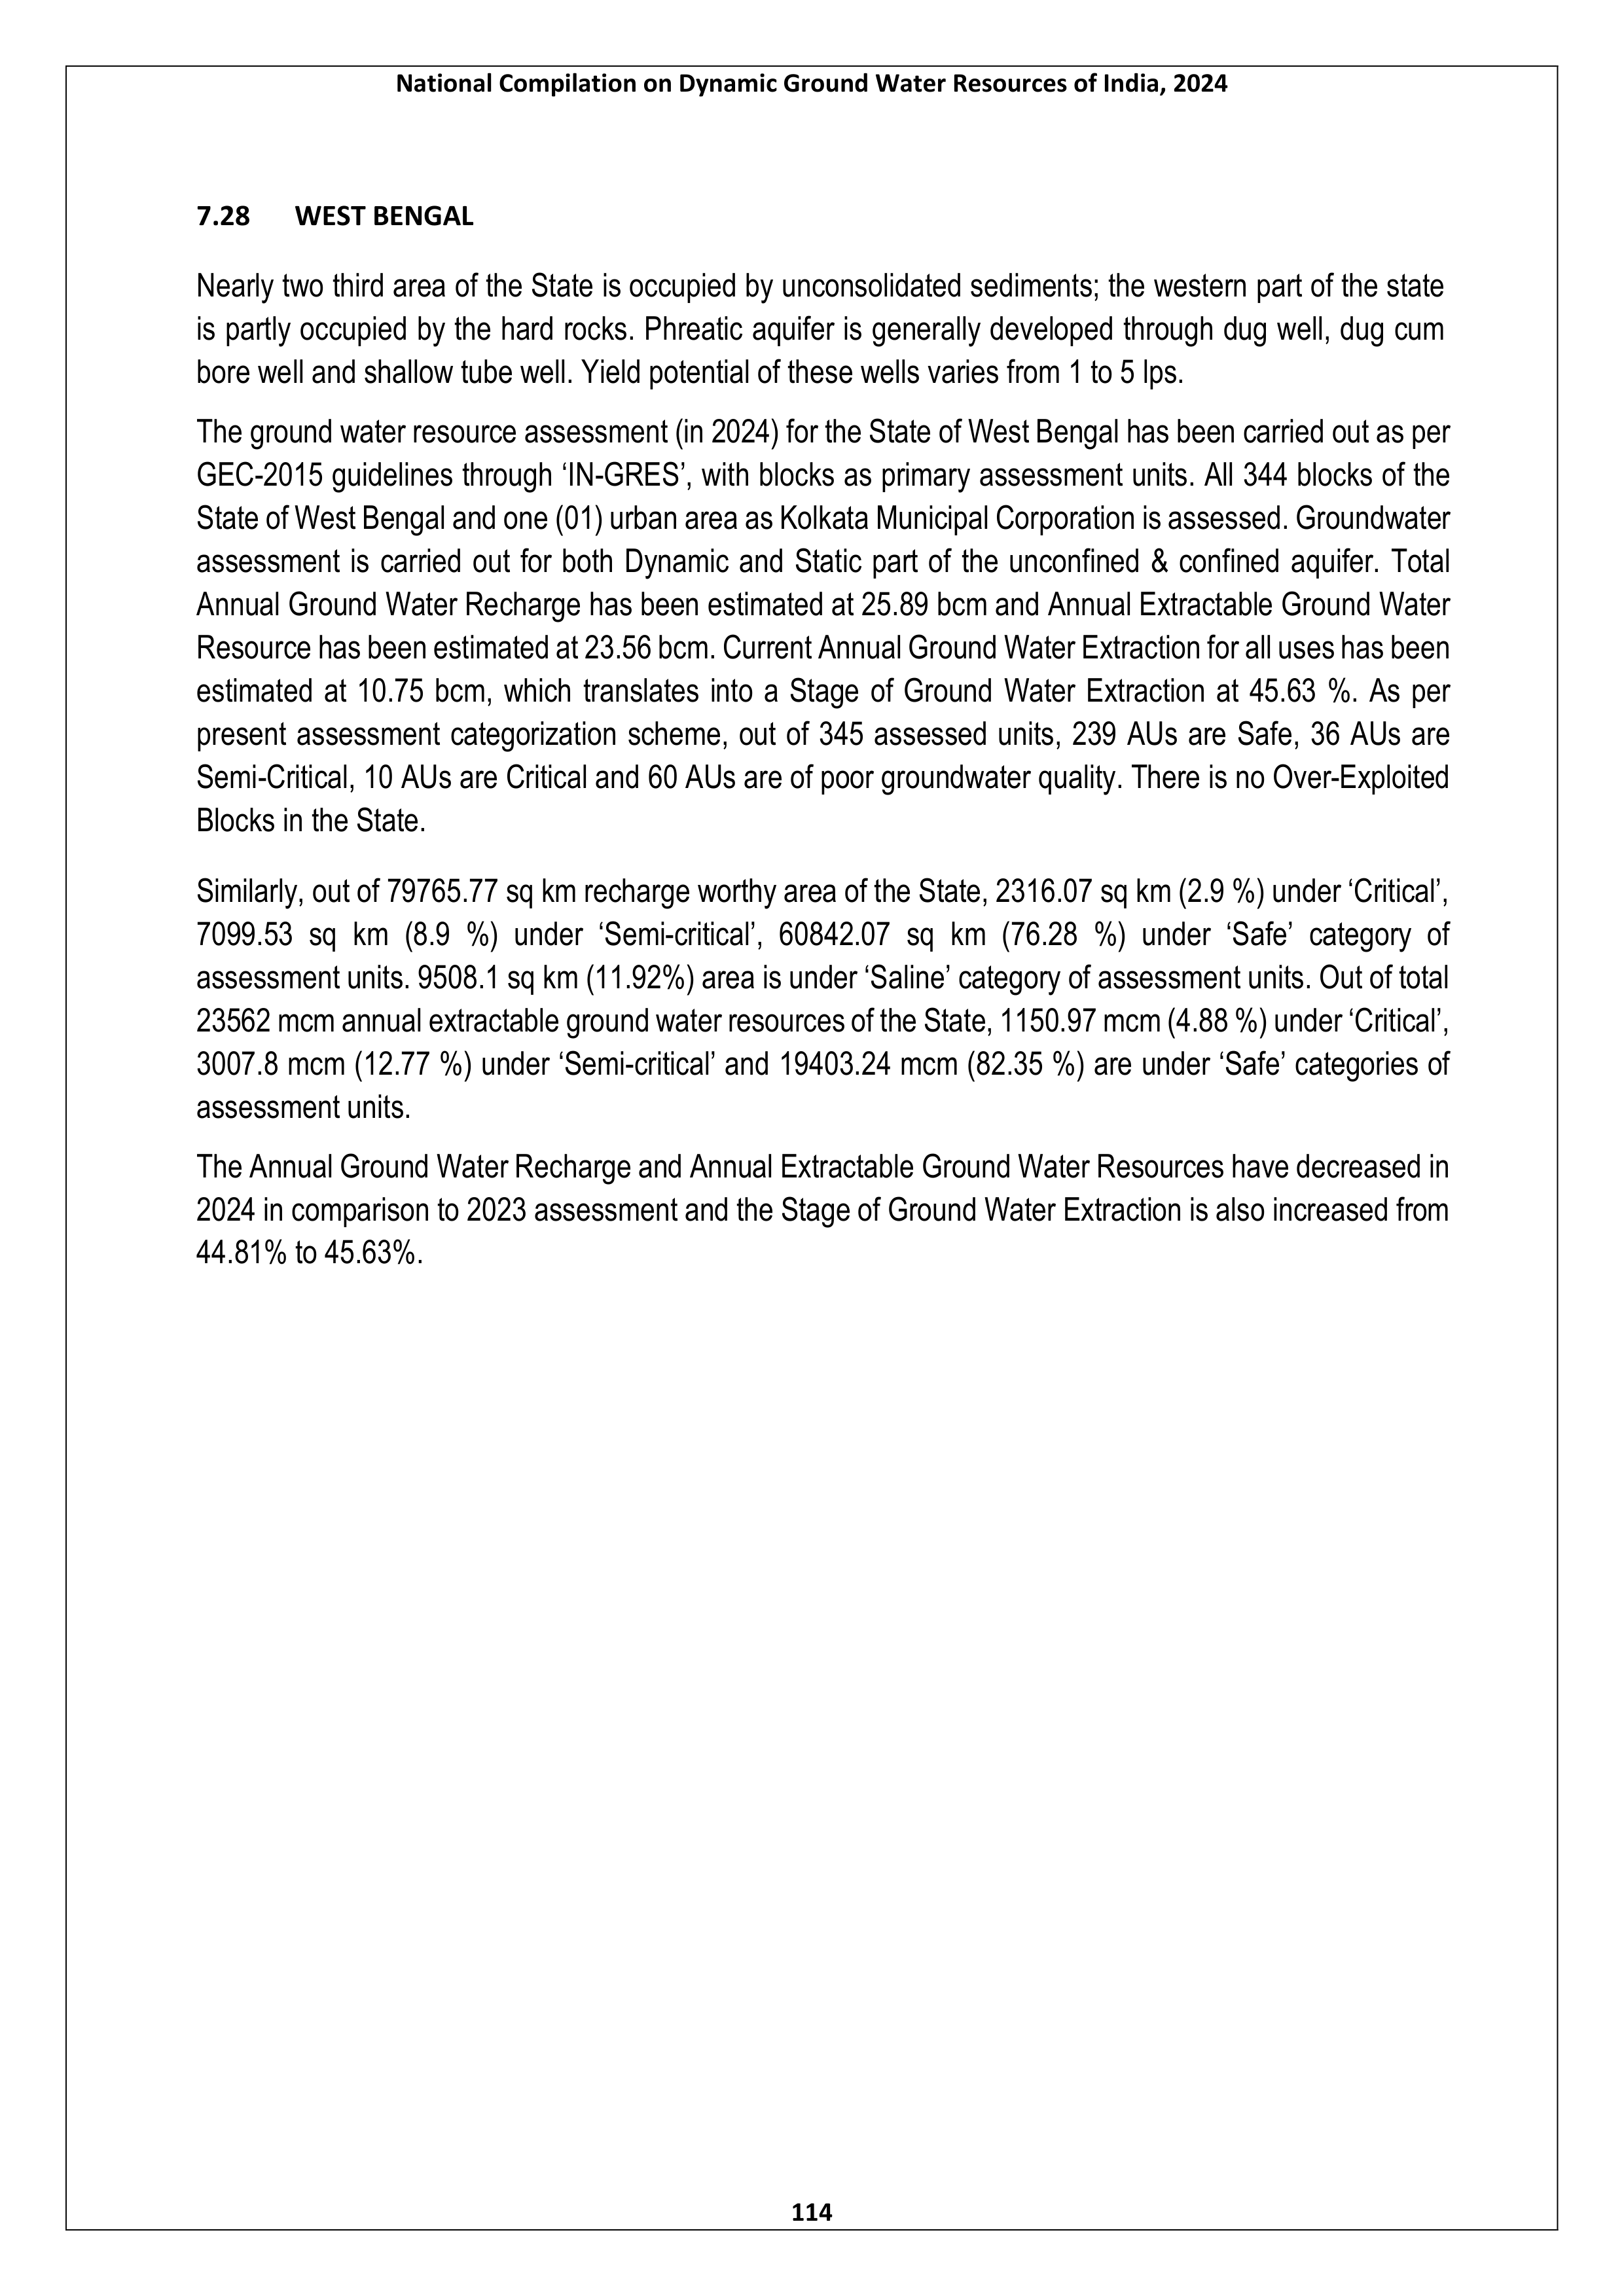 National Compilation on Dynamic Ground Water Resources of India, 2024
7.28 WEST BENGAL
Nearly two third area of the State is occupied by unconsolidated sediments; the western part of the state
is partly occupied by the hard rocks. Phreatic aquifer is generally developed through dug well, dug cum
bore well and shallow tube well. Yield potential of these wells varies from 1 to 5 lps.
The ground water resource assessment (in 2024) for the State of West Bengal has been carried out as per
GEC-2015 guidelines through ‘IN-GRES’, with blocks as primary assessment units. All 344 blocks of the
State of West Bengal and one (01) urban area as Kolkata Municipal Corporation is assessed. Groundwater
assessment is carried out for both Dynamic and Static part of the unconfined & confined aquifer. Total
Annual Ground Water Recharge has been estimated at 25.89 bcm and Annual Extractable Ground Water
Resource has been estimated at 23.56 bcm. Current Annual Ground Water Extraction for all uses has been
estimated at 10.75 bcm, which translates into a Stage of Ground Water Extraction at 45.63 %. As per
present assessment categorization scheme, out of 345 assessed units, 239 AUs are Safe, 36 AUs are
Semi-Critical, 10 AUs are Critical and 60 AUs are of poor groundwater quality. There is no Over-Exploited
Blocks in the State.
Similarly, out of 79765.77 sq km recharge worthy area of the State, 2316.07 sq km (2.9 %) under ‘Critical’,
7099.53 sq km (8.9 %) under ‘Semi-critical’, 60842.07 sq km (76.28 %) under ‘Safe’ category of
assessment units. 9508.1 sq km (11.92%) area is under ‘Saline’ category of assessment units. Out of total
23562 mcm annual extractable ground water resources of the State, 1150.97 mcm (4.88 %) under ‘Critical’,
3007.8 mcm (12.77 %) under ‘Semi-critical’ and 19403.24 mcm (82.35 %) are under ‘Safe’ categories of
assessment units.
The Annual Ground Water Recharge and Annual Extractable Ground Water Resources have decreased in
2024 in comparison to 2023 assessment and the Stage of Ground Water Extraction is also increased from
44.81% to 45.63%.
114